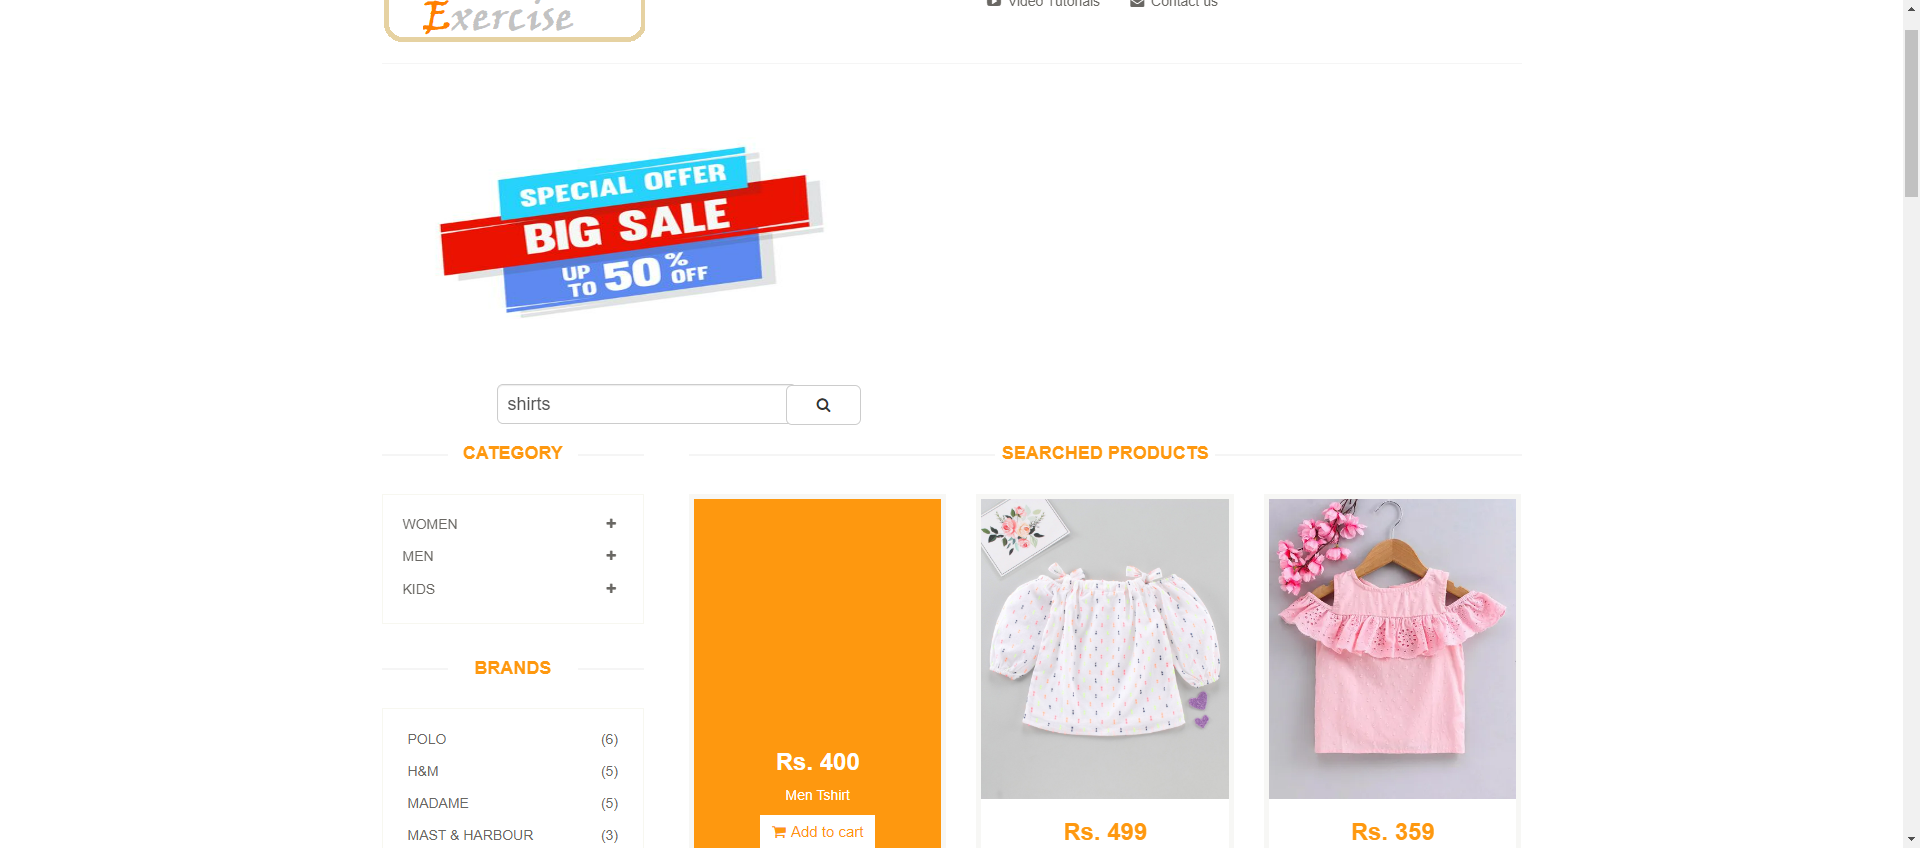 Exercise
Video Tutorials
Contact us
SPECIAL OFFER
BIG SALE
UP TO 50% OFF
shirts
CATEGORY
WOMEN
MEN
KIDS
BRANDS
POLO (6)
H&M (5)
MADAME (5)
MAST & HARBOUR (3)
SEARCHED PRODUCTS
Rs. 400
Men Tshirt
Add to cart
Rs. 499
Rs. 359